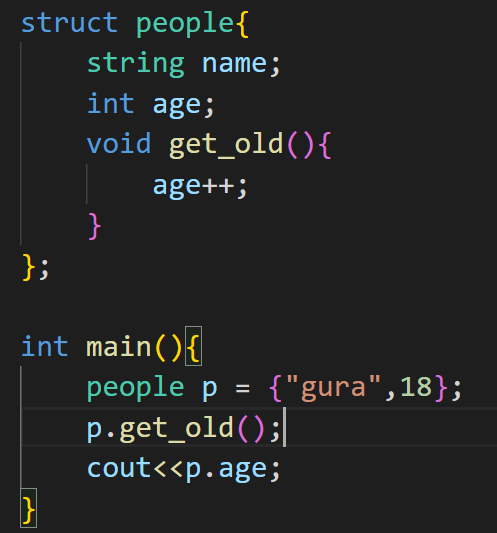 struct people{
    string name;
    int age;
    void get_old(){
        age++;
    }
};

int main(){
    people p = {"gura",18};
    p.get_old();
    cout<<p.age;
}